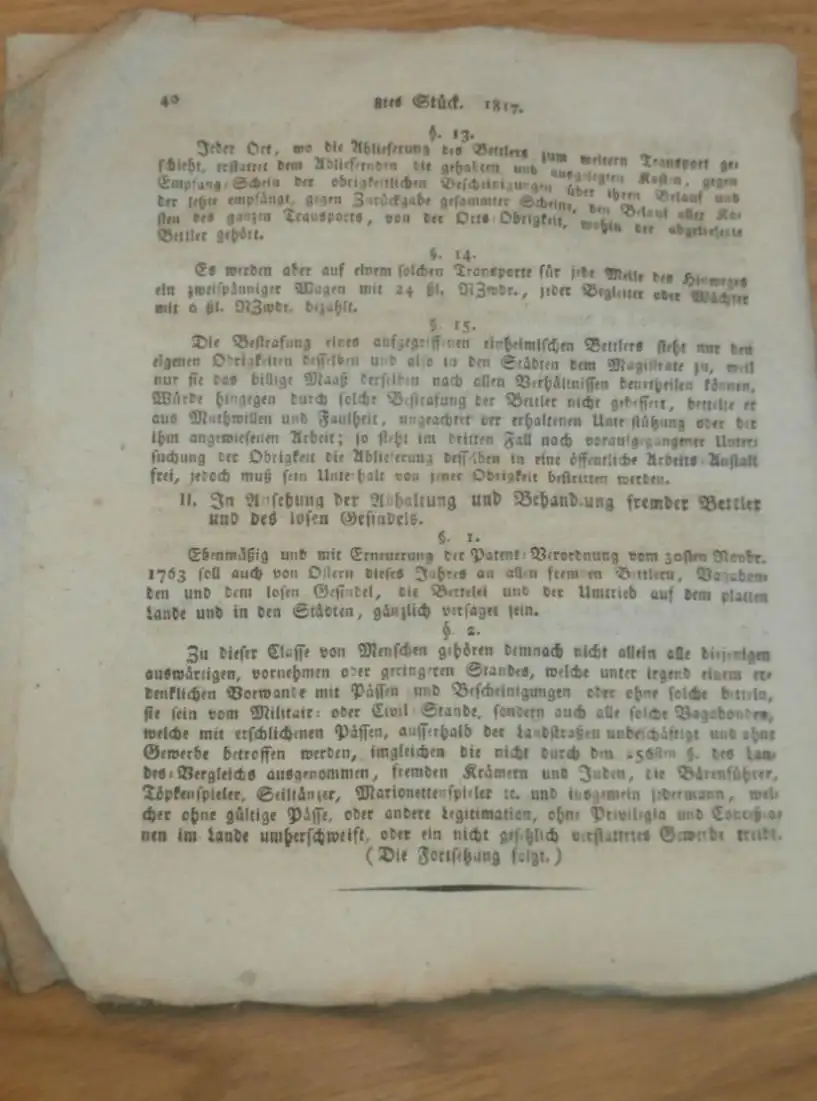 40 8tes Stück. 1817.
§. 13.
Jeder Ort, wo die Ablieferung des Bettlers zum weitern Transport ge:
schieht, erstattet dem Abliefernden die gehabten und ausgelegten Kosten, gegen
Empfang:Schein der obrigkeitlichen Bescheinigungen über ihren Belauf und
der letzte empfängt, gegen Zurückgabe gesammter Scheine, den Belauf aller Ko:
sten des ganzen Transports, von der Orts:Obrigkeit, wohin der abgelieferte
Bettler gehört.
§. 14.
Es werden aber auf einem solchen Transporte für jede Meile des Hinweges
ein zweispänniger Wagen mit 24 ßl. NZwdr., jeder Begleiter oder Wächter
mit 6 ßl. NZwdr. bezahlt.
§. 15.
Die Bestrafung eines aufgegriffenen einheimischen Bettlers steht nur den
eigenen Obrigkeiten desselben und also in den Städten dem Magistrate zu, weil
nur sie das billige Maaß derselben nach allen Verhältnissen beurtheilen können.
Würde hingegen durch solche Bestrafung der Bettler nicht gebessert, bettelte er
aus Muthwillen und Faulheit, ungeachtet der erhaltenen Unterstützung oder der
ihm angewiesenen Arbeit; so steht im dritten Fall nach voraufgegangener Unter:
suchung der Obrigkeit die Ablieferung desselben in eine öffentliche Arbeits:Anstalt
frei, jedoch muß sein Unterhalt von jener Obrigkeit bestritten werden.
II. In Ansehung der Abhaltung und Behandlung fremder Bettler
und des losen Gesindels.
§. 1.
Ebenmäßig und mit Erneuerung der Patent:Verordnung vom 30sten Novbr.
1763 soll auch von Ostern dieses Jahres an allen fremden Bettlern, Vagabon:
den und dem losen Gesindel, die Bettelei und der Umtrieb auf dem platten
Lande und in den Städten, gänzlich versaget sein.
§. 2.
Zu dieser Classe von Menschen gehören demnach nicht allein alle diejenigen
auswärtigen, vornehmen oder geringeren Standes, welche unter irgend einem er:
denklichen Vorwande mit Pässen und Bescheinigungen oder ohne solche betteln,
sie sein vom Militair: oder Civil:Stande, sondern auch alle solche Vagabonden,
welche mit erschlichenen Pässen, ausserhalb der Landstraßen unbeschäftigt und ohne
Gewerbe betroffen werden, imgleichen die nicht durch den 256sten §. des Lan:
des:Vergleichs ausgenommen, fremden Krämern und Juden, die Bärenführer,
Töpkenspieler, Seiltänzer, Marionettenspieler ꝛc. und insgemein jedermann, wel:
cher ohne gültige Pässe, oder andere Legitimation, ohne Privilegia und Concessio:
nen im Lande umherschweift, oder ein nicht gesetzlich verstattetes Gewerbe treibt.
(Die Fortsetzung folgt.)